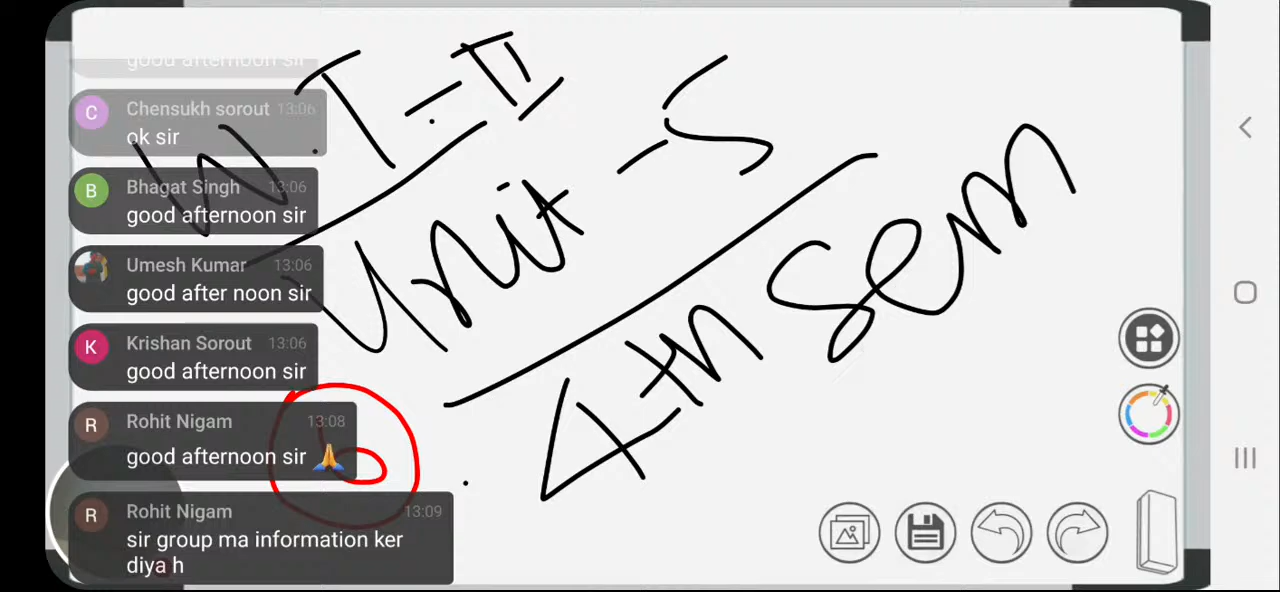 good afternoon sir
Chensukh sorout 13:06
ok sir
Bhagat Singh 13:06
good afternoon sir
Umesh Kumar 13:06
good after noon sir
Krishan Sorout 13:06
good afternoon sir
Rohit Nigam 13:08
good afternoon sir 🙏
Rohit Nigam 13:09
sir group ma information ker
diya h
W.T-II
Unit-5
4th sem